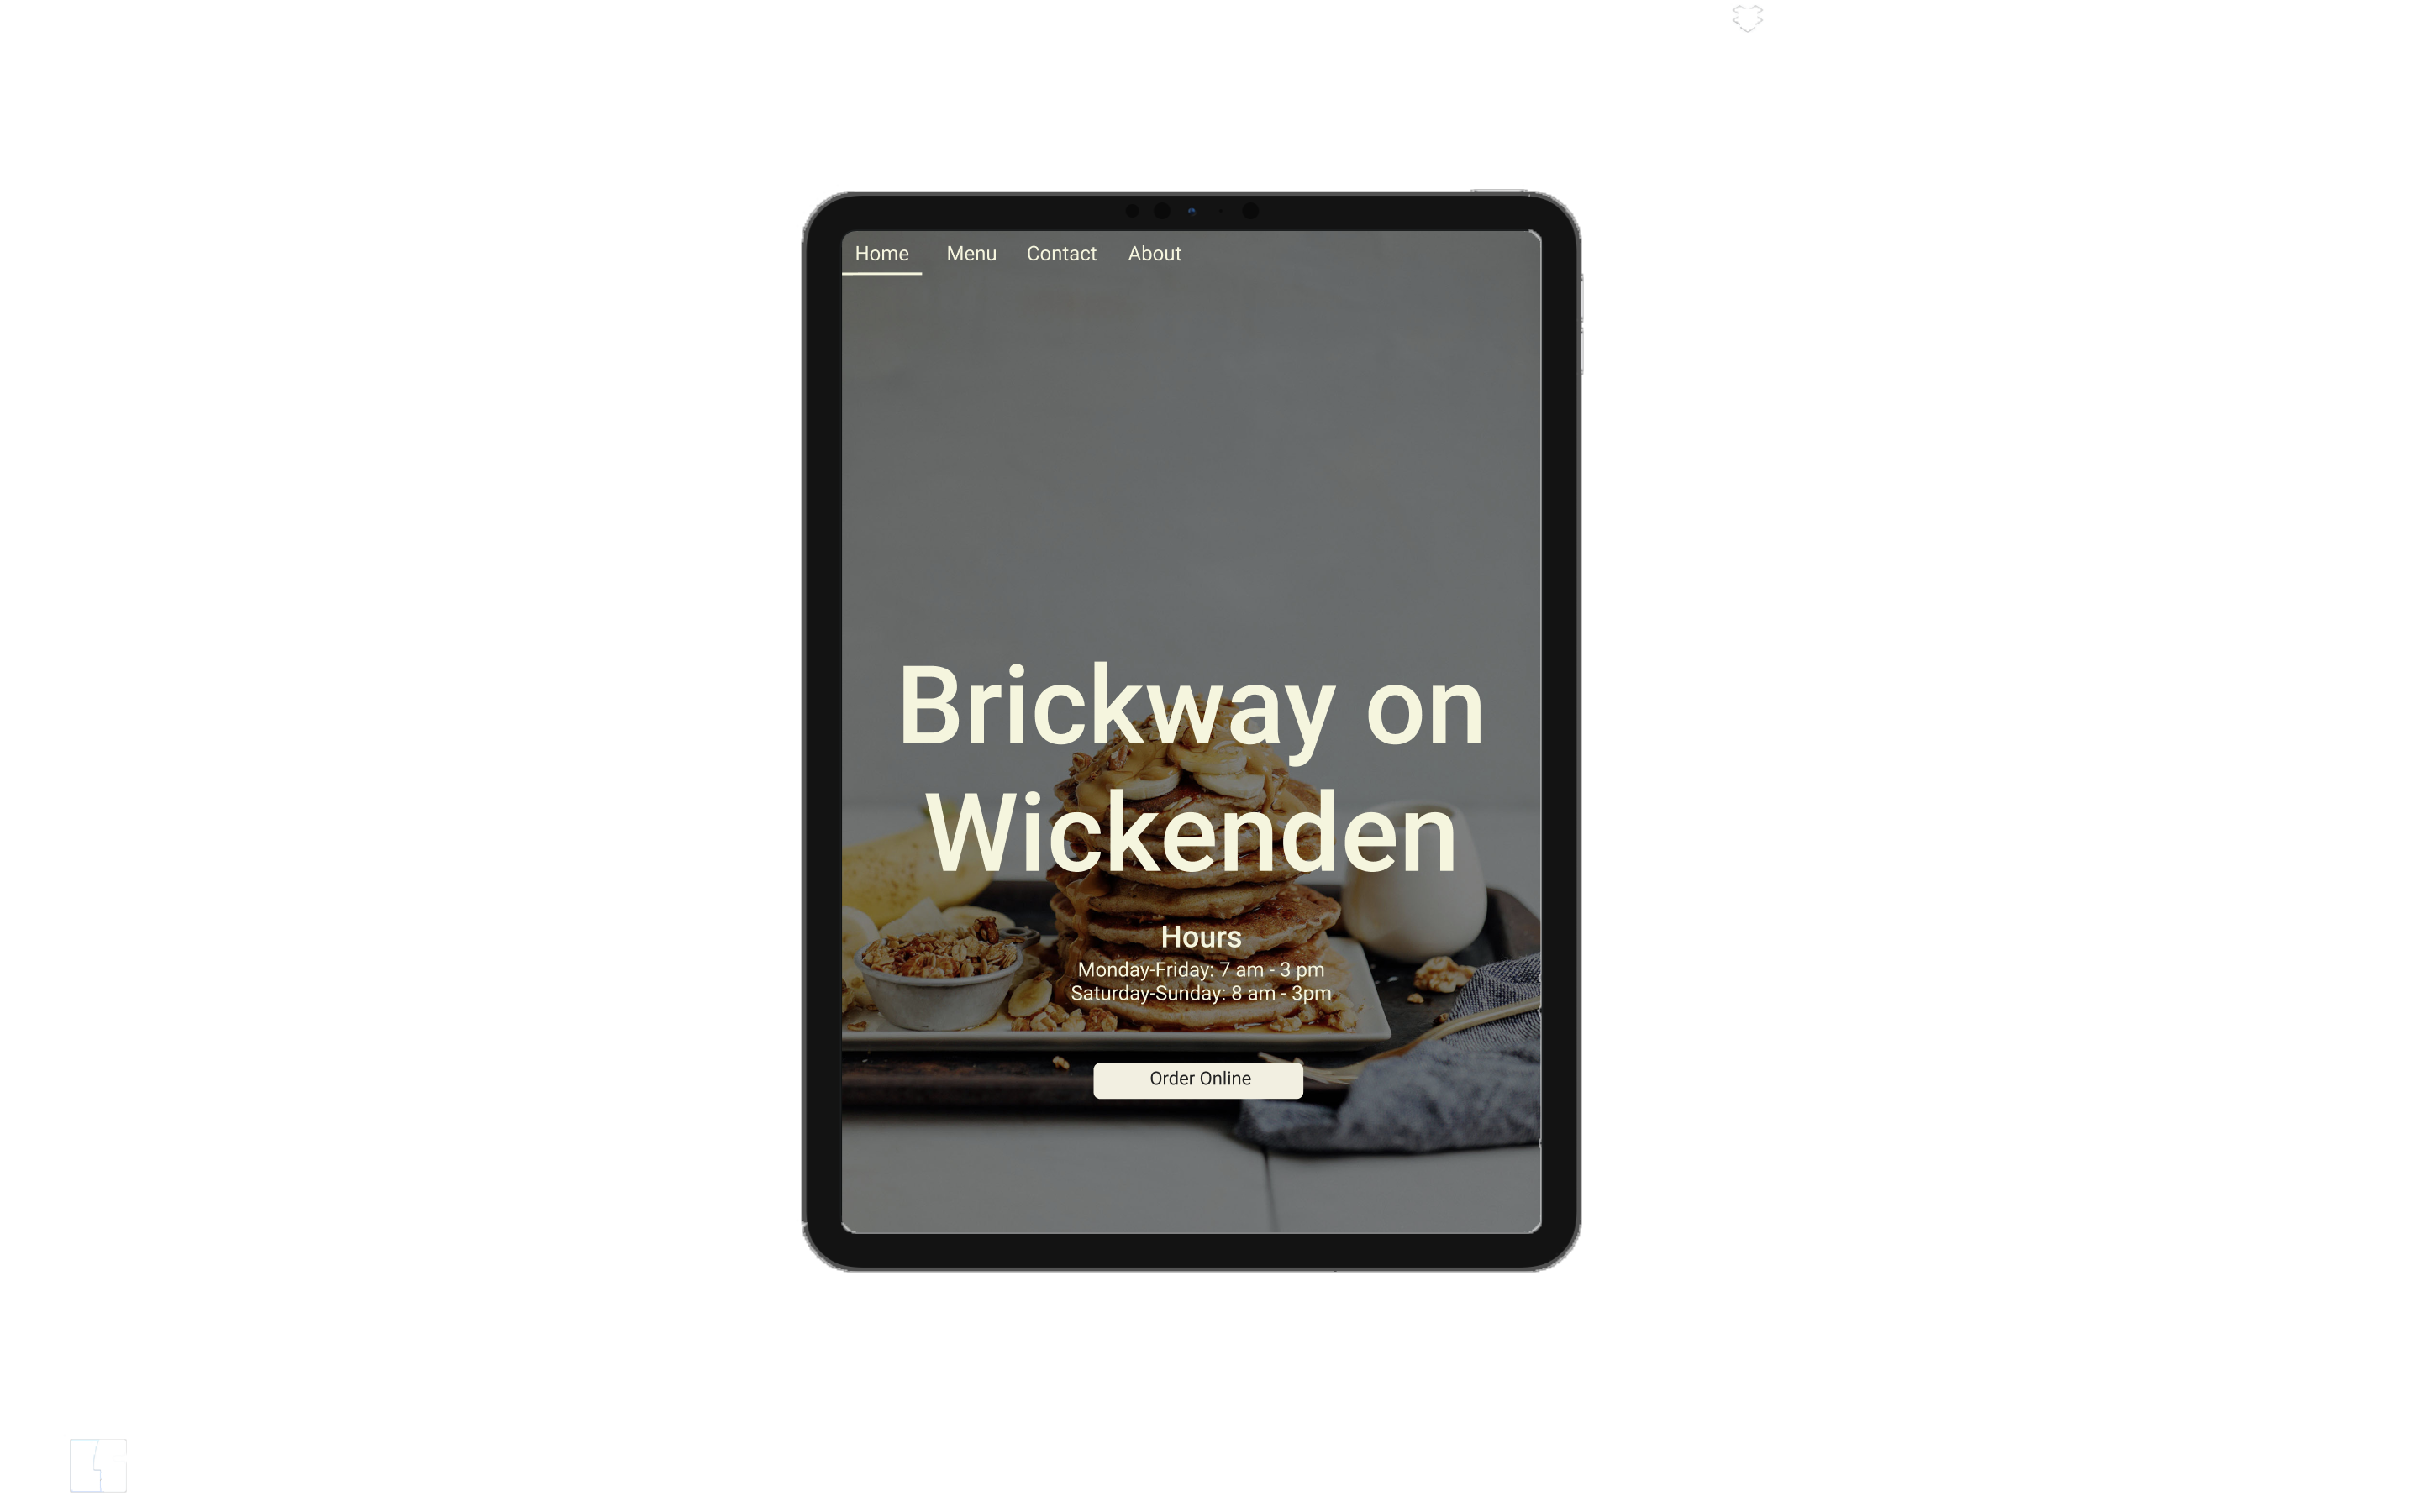 Home Menu Contact About
Brickway on
Wickenden
Hours
Monday-Friday: 7 am - 3 pm
Saturday-Sunday: 8 am - 3pm
Order Online